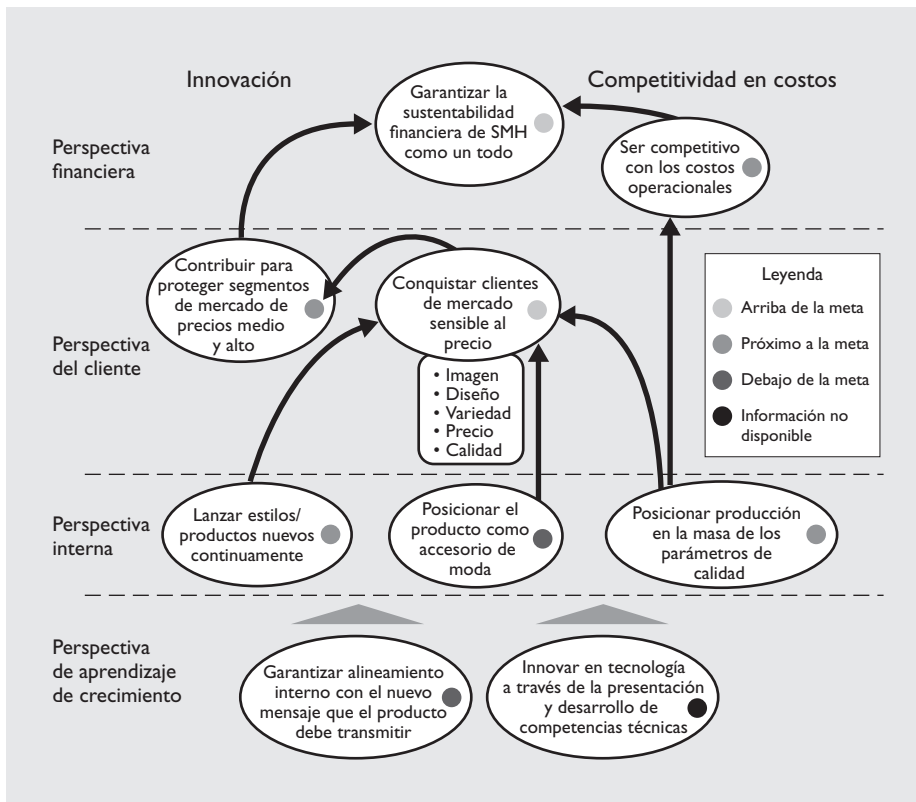 Innovación
Competitividad en costos
Perspectiva
financiera
Garantizar la
sustentabilidad
financiera de SMH
como un todo
Ser competitivo
con los costos
operacionales
Perspectiva
del cliente
Contribuir para
proteger segmentos
de mercado de
precios medio
y alto
Conquistar clientes
de mercado
sensible al
precio
• Imagen
• Diseño
• Variedad
• Precio
• Calidad
Leyenda
Arriba de la meta
Próximo a la meta
Debajo de la meta
Información no
disponible
Perspectiva
interna
Lanzar estilos/
productos nuevos
continuamente
Posicionar el
producto como
accesorio de
moda
Posicionar producción
en la masa de los
parámetros de
calidad
Perspectiva
de aprendizaje
de crecimiento
Garantizar alineamiento
interno con el nuevo
mensaje que el producto
debe transmitir
Innovar en tecnología
a través de la presentación
y desarrollo de
competencias técnicas